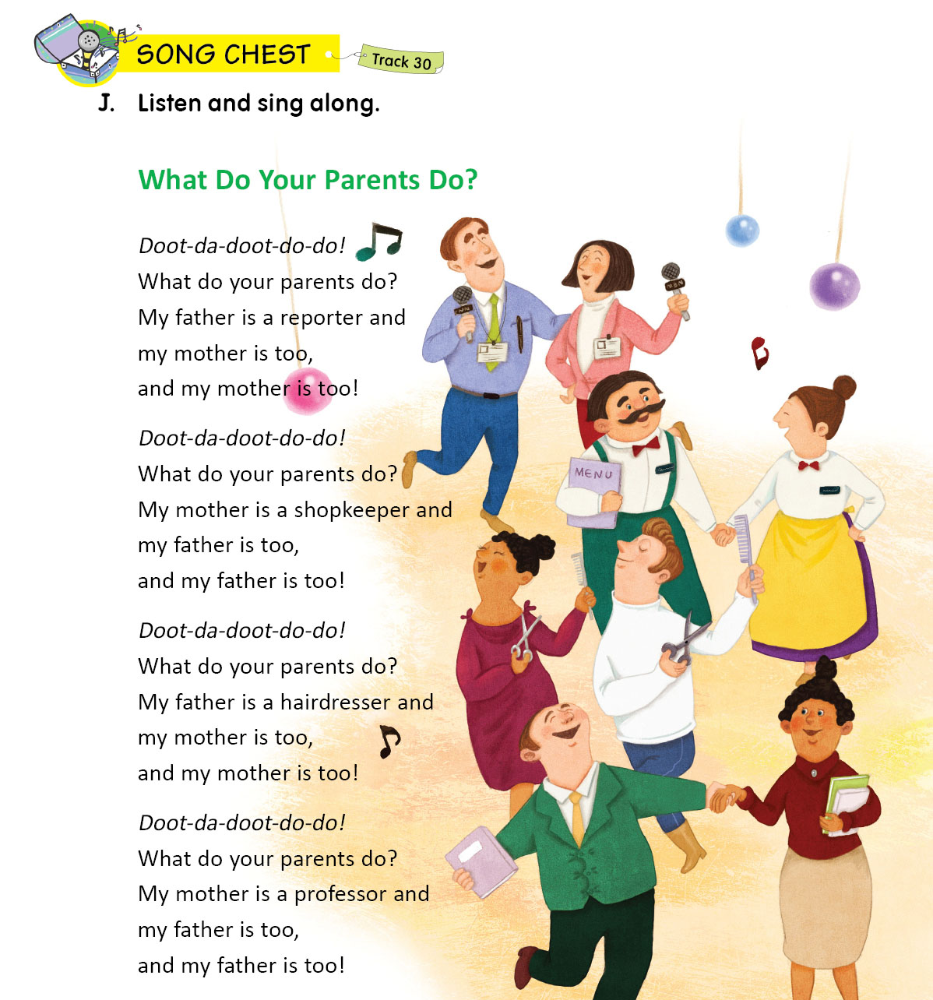 SONG CHEST
Track 30
J. Listen and sing along.
What Do Your Parents Do?
Doot-da-doot-do-do!
What do your parents do?
My father is a reporter and
my mother is too,
and my mother is too!
Doot-da-doot-do-do!
What do your parents do?
My mother is a shopkeeper and
my father is too,
and my father is too!
Doot-da-doot-do-do!
What do your parents do?
My father is a hairdresser and
my mother is too,
and my mother is too!
Doot-da-doot-do-do!
What do your parents do?
My mother is a professor and
my father is too,
and my father is too!
MENU